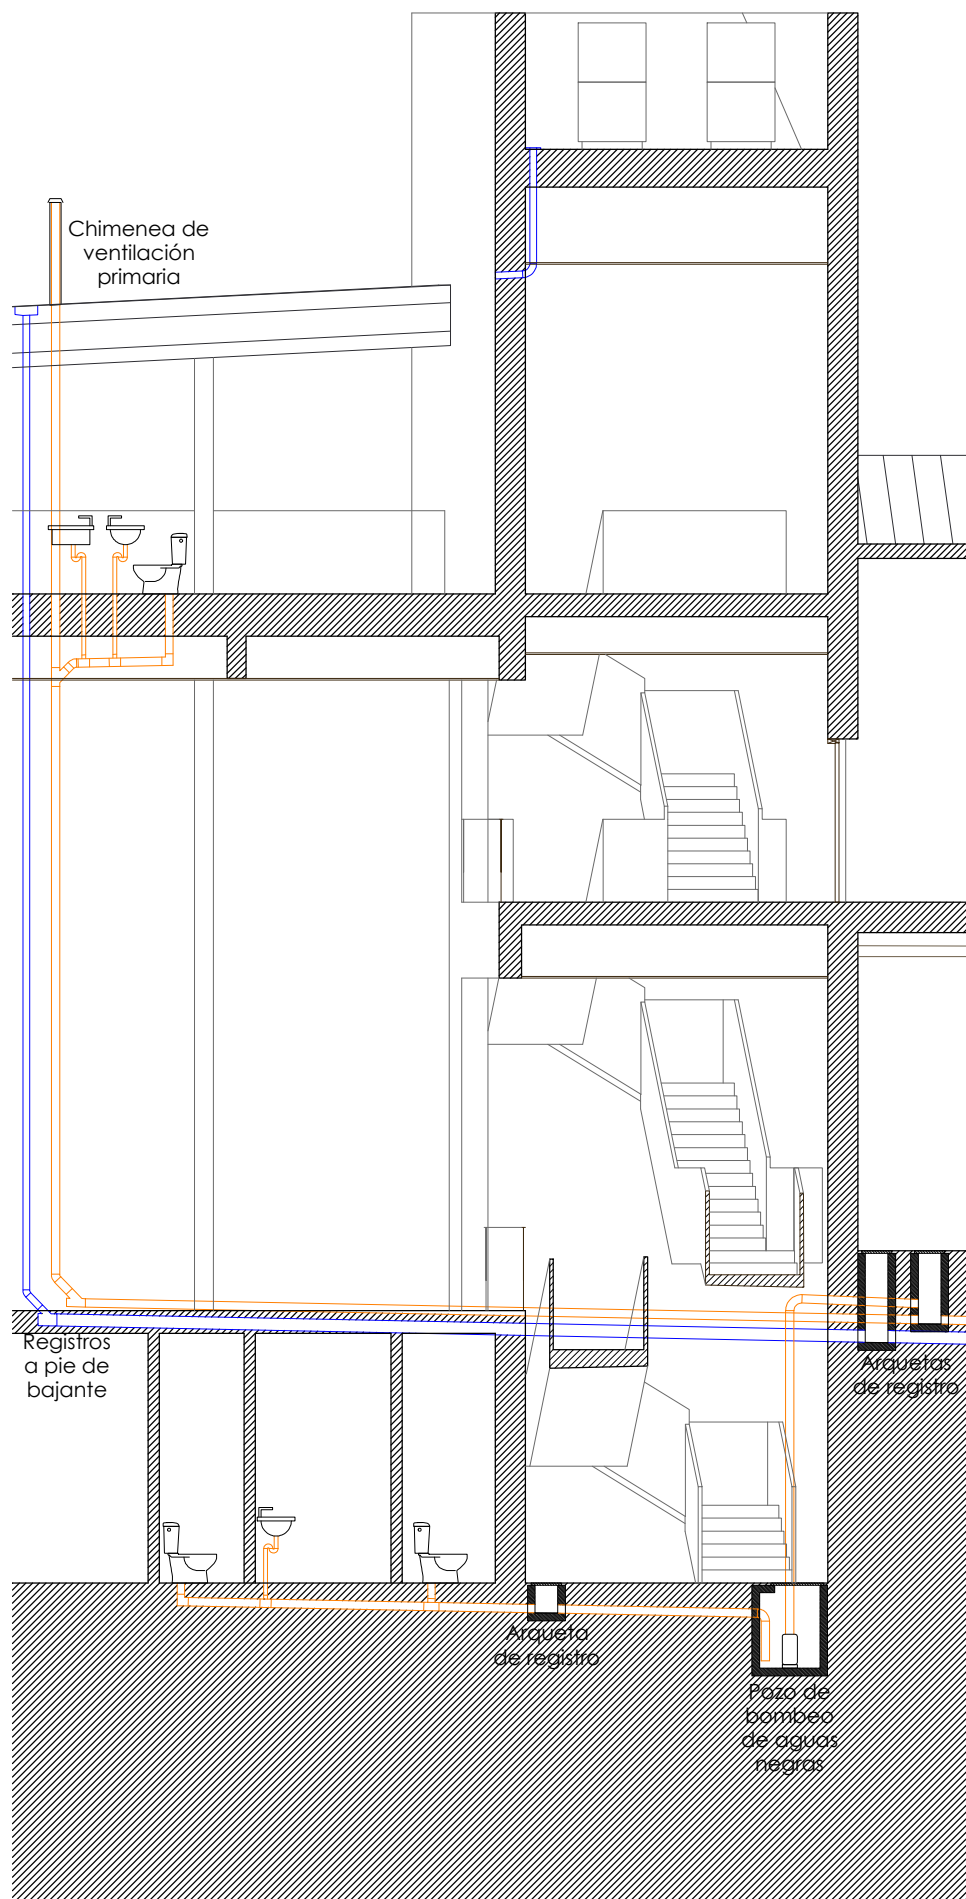 Chimenea de
ventilación
primaria
Registros
a pie de
bajante
Arquetas
de registro
Arqueta
de registro
Pozo de
bombeo
de aguas
negras